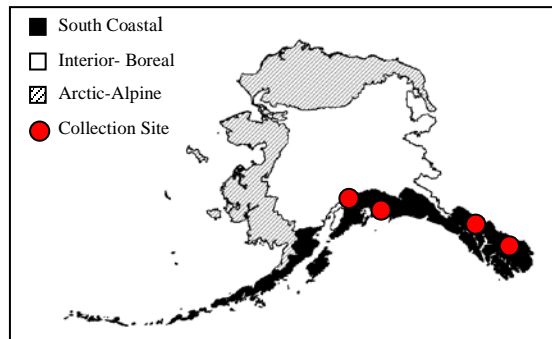 South Coastal
Interior- Boreal
Arctic-Alpine
Collection Site